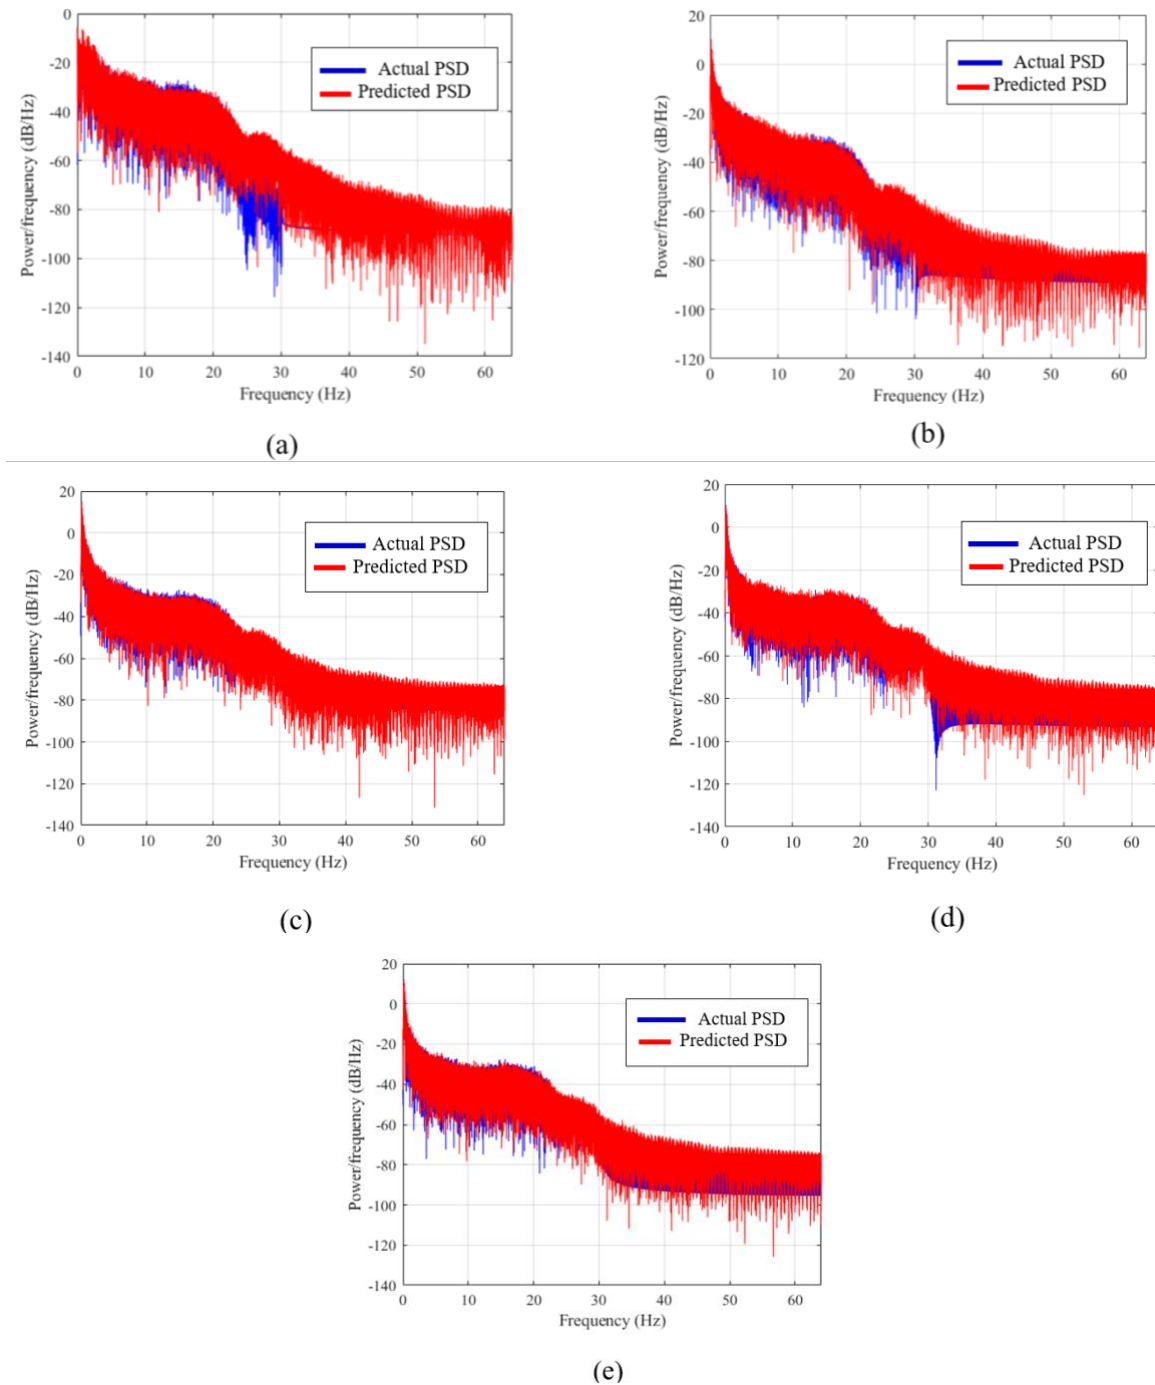 0
-20
-40
-60
-80
-100
-120
-140
Power/frequency (dB/Hz)
Actual PSD
Predicted PSD
0 10 20 30 40 50 60
Frequency (Hz)
(a)
20
0
-20
-40
-60
-80
-100
-120
Power/frequency (dB/Hz)
Actual PSD
Predicted PSD
0 10 20 30 40 50 60
Frequency (Hz)
(b)
20
0
-20
-40
-60
-80
-100
-120
-140
Power/frequency (dB/Hz)
Actual PSD
Predicted PSD
0 10 20 30 40 50 60
Frequency (Hz)
(c)
20
0
-20
-40
-60
-80
-100
-120
-140
Power/frequency (dB/Hz)
Actual PSD
Predicted PSD
0 10 20 30 40 50 60
Frequency (Hz)
(d)
20
0
-20
-40
-60
-80
-100
-120
-140
Power/frequency (dB/Hz)
Actual PSD
Predicted PSD
0 10 20 30 40 50 60
Frequency (Hz)
(e)